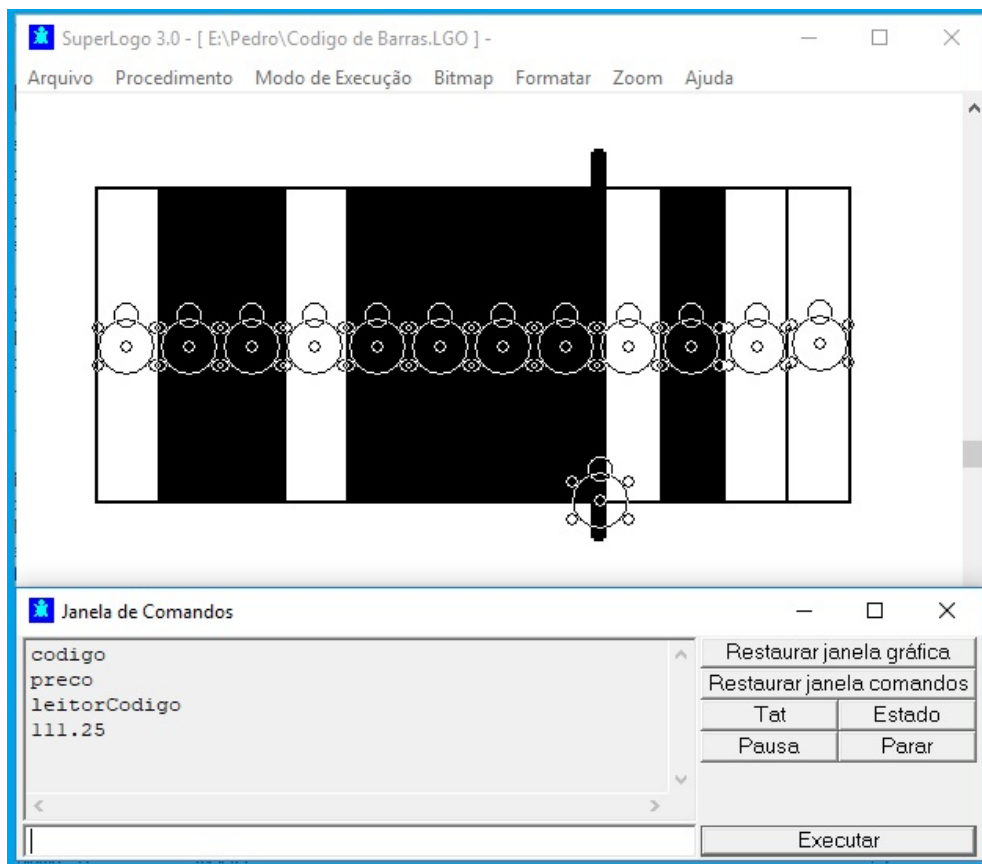 SuperLogo 3.0 - [ E:\Pedro\Codigo de Barras.LGO ] -
Arquivo Procedimento Modo de Execução Bitmap Formatar Zoom Ajuda
Janela de Comandos
codigo
preco
leitorCodigo
111.25
Restaurar janela gráfica
Restaurar janela comandos
Tat Estado
Pausa Parar
Executar